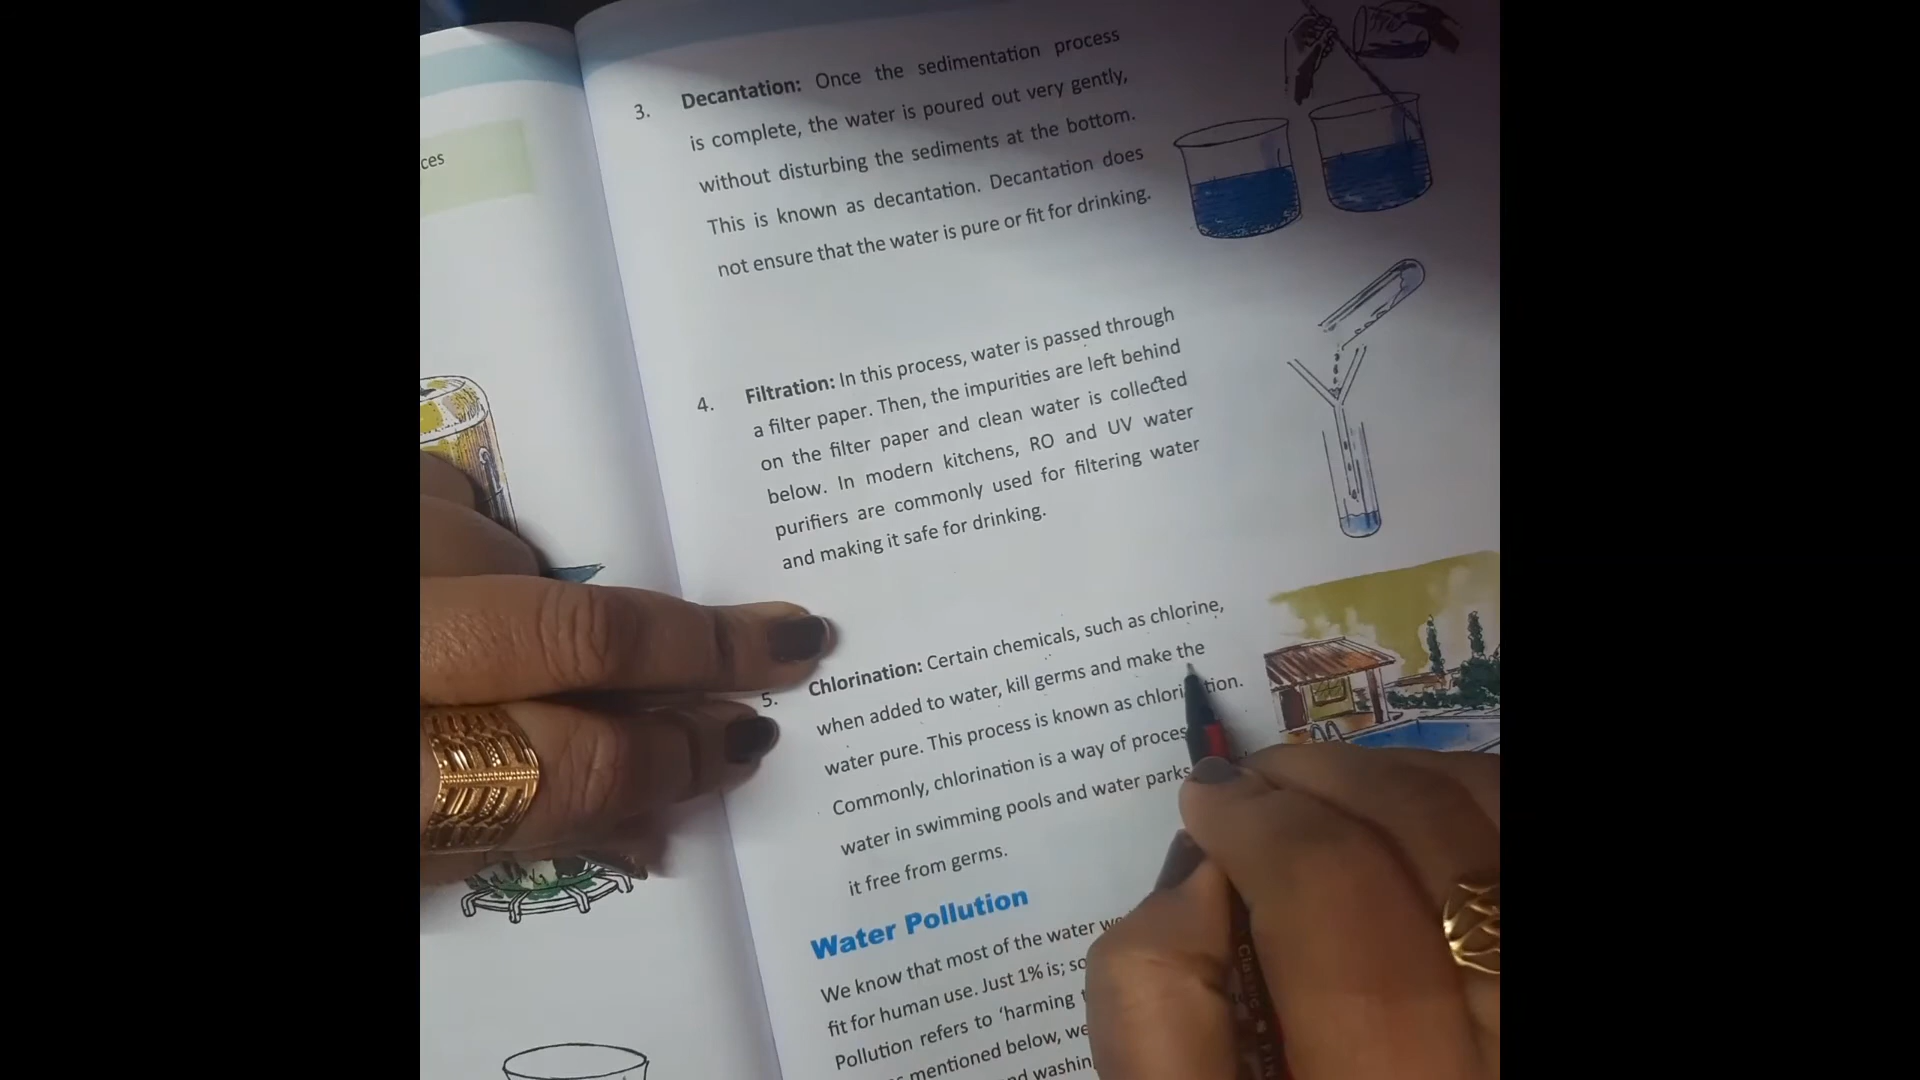 ces
3. Decantation: Once the sedimentation process
is complete, the water is poured out very gently,
without disturbing the sediments at the bottom.
This is known as decantation. Decantation does
not ensure that the water is pure or fit for drinking.
4. Filtration: In this process, water is passed through
a filter paper. Then, the impurities are left behind
on the filter paper and clean water is collected
below. In modern kitchens, RO and UV water
purifiers are commonly used for filtering water
and making it safe for drinking.
5. Chlorination: Certain chemicals, such as chlorine,
when added to water, kill germs and make the
water pure. This process is known as chlori tion.
Commonly, chlorination is a way of proces
water in swimming pools and water parks
it free from germs.
Water Pollution
We know that most of the water we
fit for human use. Just 1% is; so
Pollution refers to ‘harming
mentioned below, we
nd washin
Classic